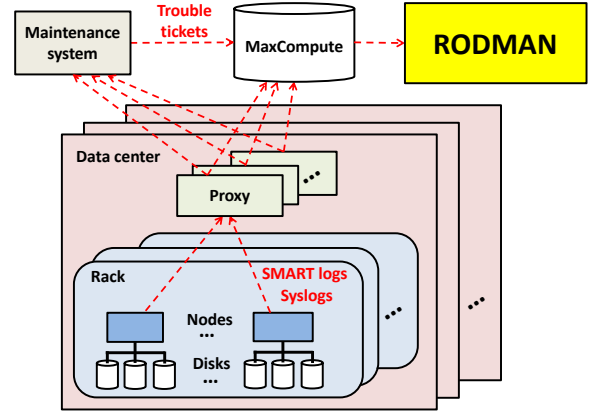 Maintenance
system
Trouble
tickets
MaxCompute
RODMAN
Data center
...
Proxy
Rack
SMART logs
Syslogs
...
...
Nodes
...
Disks
...